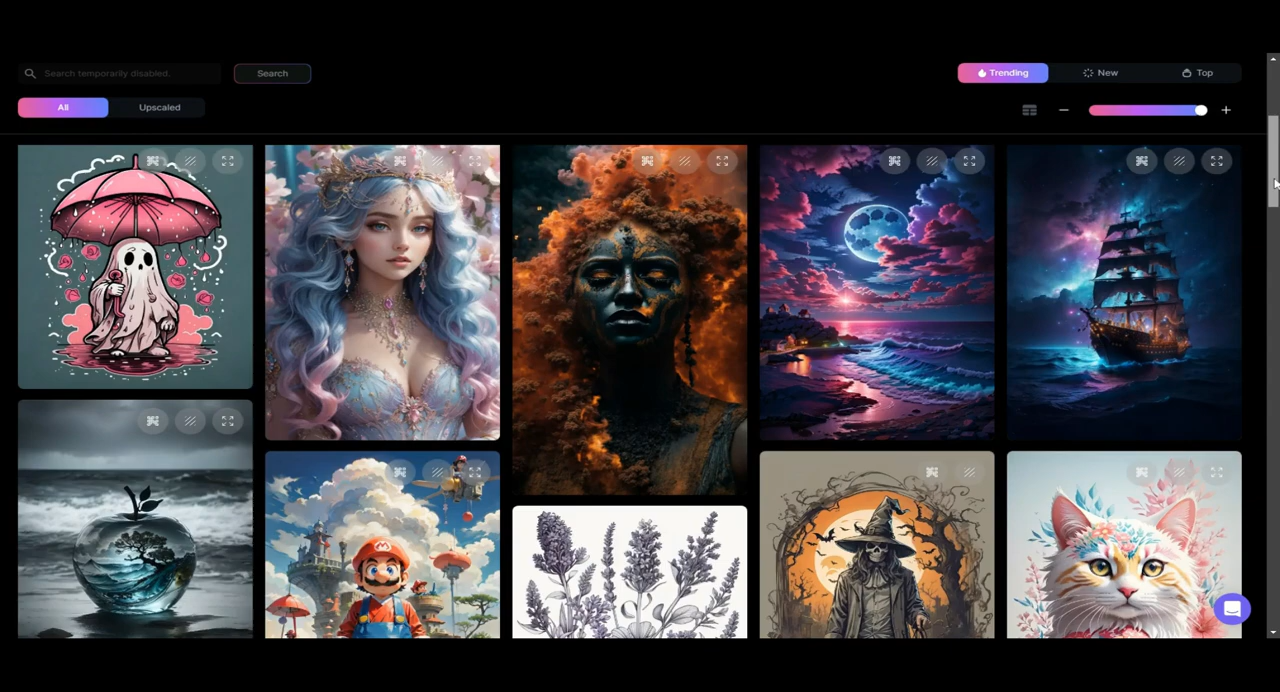 Search temporarily disabled.
Search
Trending
New
Top
All
Upscaled
M